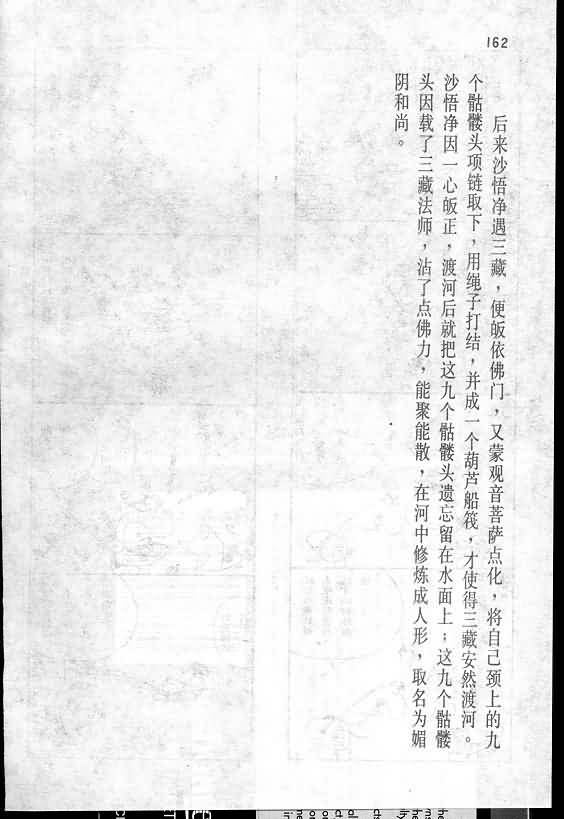 162
后来沙悟净遇三藏，便皈依佛门，又蒙观音菩萨点化，将自己颈上的九
个骷髅头项链取下，用绳子打结，并成一个葫芦船筏，才使得三藏安然渡河。
沙悟净因一心皈正，渡河后就把这九个骷髅头遗忘留在水面上；这九个骷髅
头因载了三藏法师，沾了点佛力，能聚能散，在河中修炼成人形，取名为媚
阴和尚。